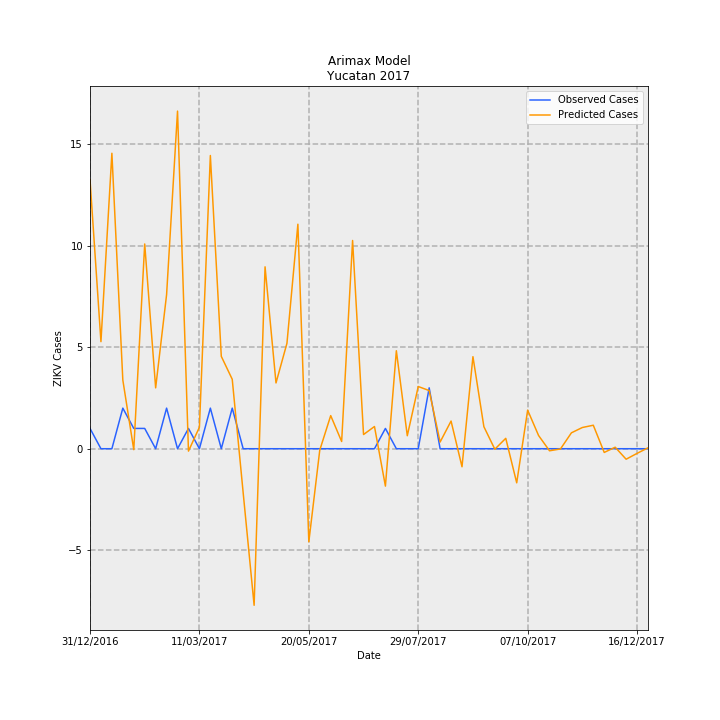 Arimax Model
Yucatan 2017
Observed Cases
Predicted Cases
15
10
5
0
−5
ZIKV Cases
31/12/2016 11/03/2017 20/05/2017 29/07/2017 07/10/2017 16/12/2017
Date